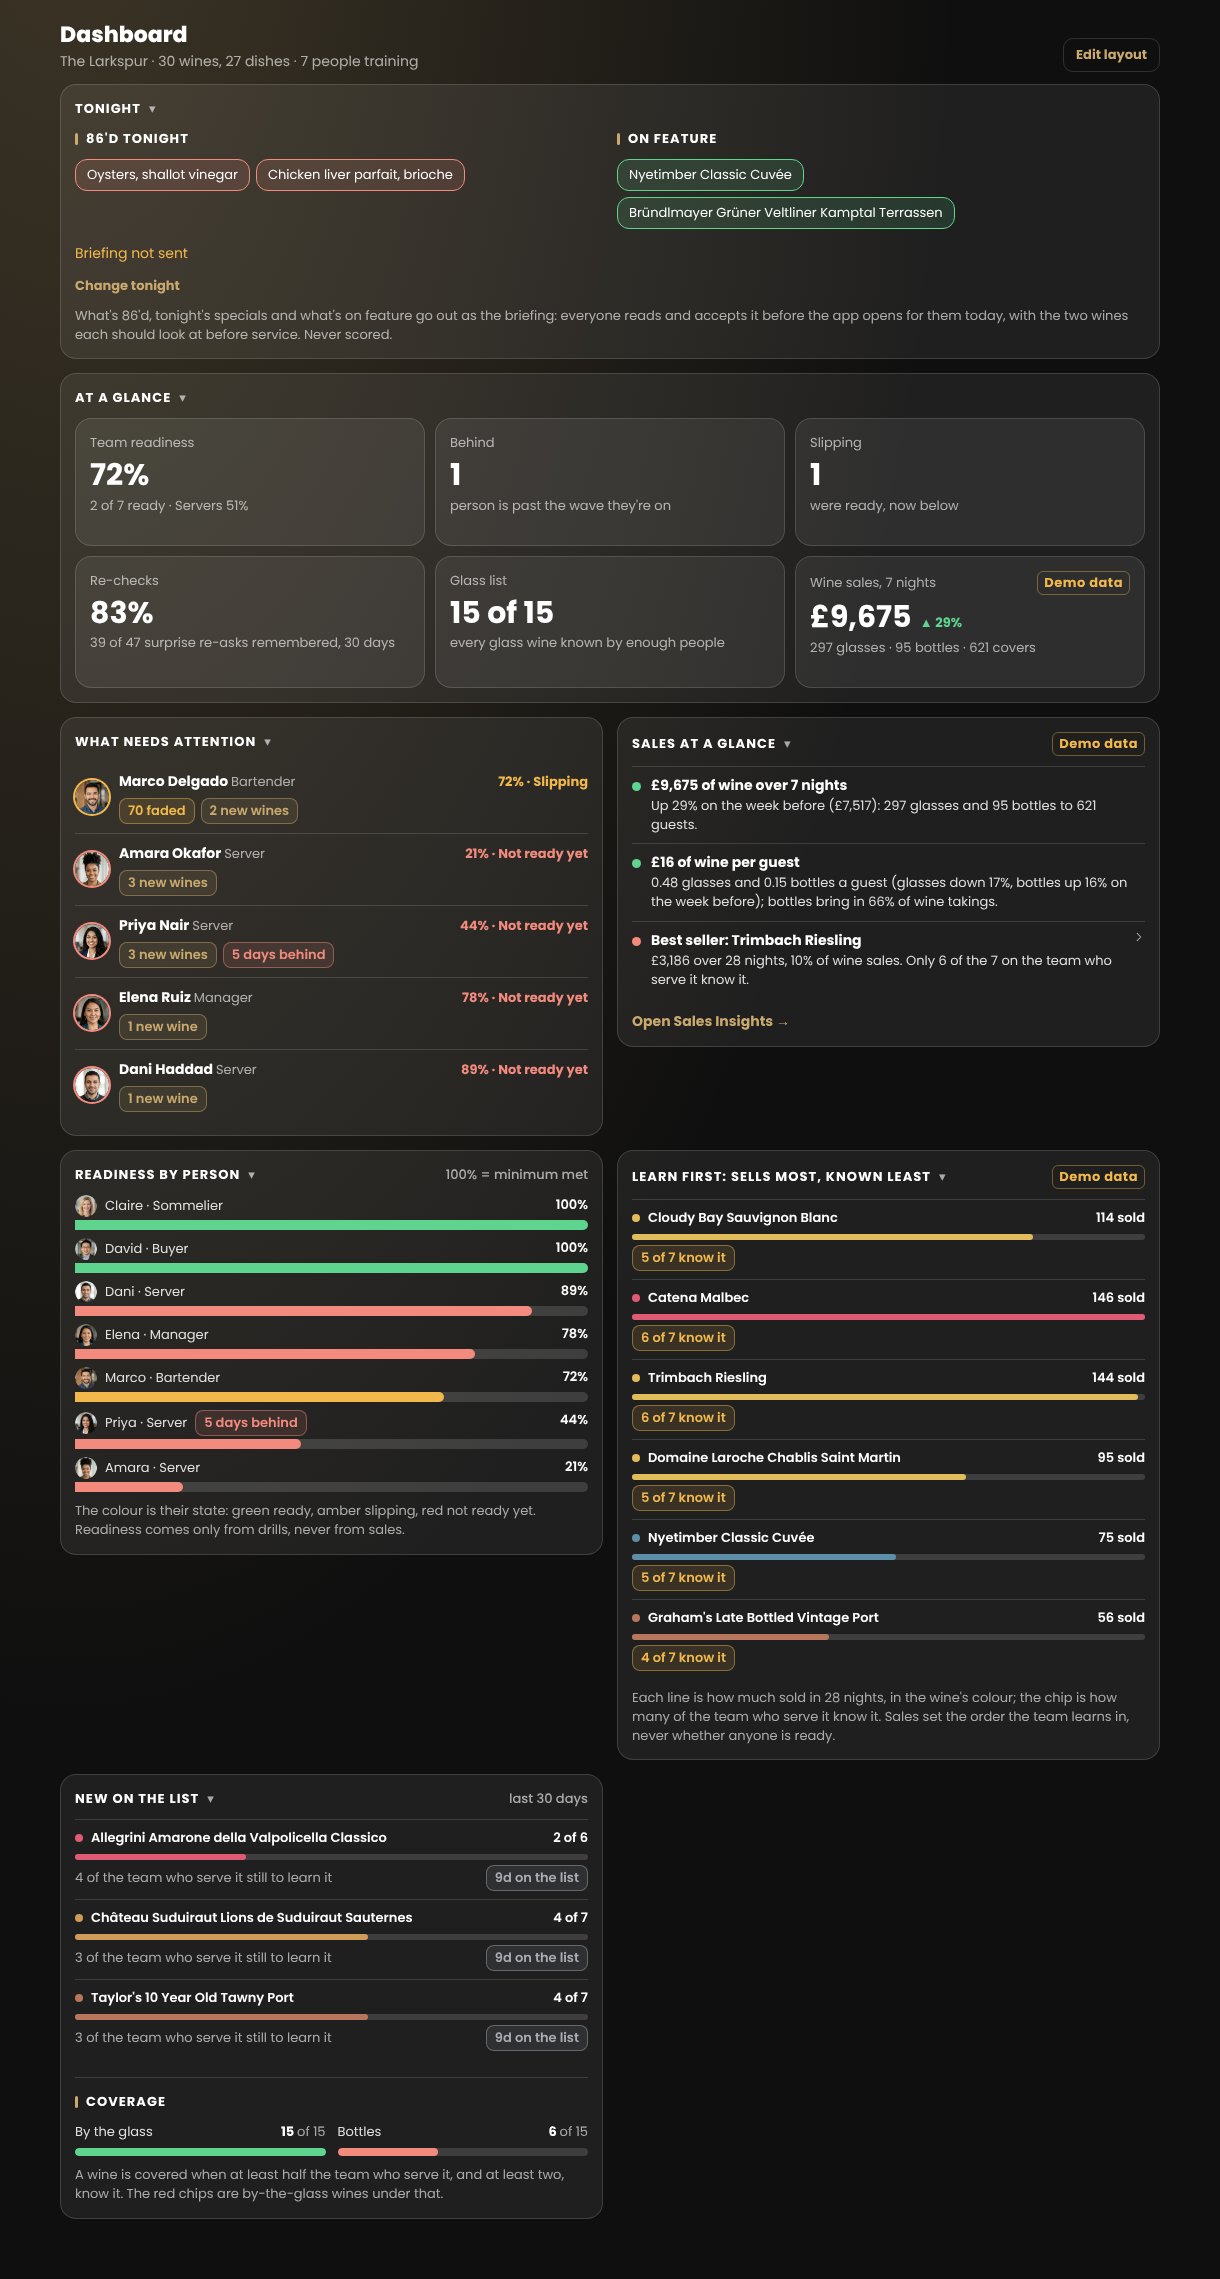 Dashboard
The Larkspur · 30 wines, 27 dishes · 7 people training
Edit layout
TONIGHT ▼
86'D TONIGHT
Oysters, shallot vinegar
Chicken liver parfait, brioche
ON FEATURE
Nyetimber Classic Cuvée
Bründlmayer Grüner Veltliner Kamptal Terrassen
Briefing not sent
Change tonight
What's 86'd, tonight's specials and what's on feature go out as the briefing: everyone reads and accepts it before the app opens for them today, with the two wines
each should look at before service. Never scored.
AT A GLANCE ▼
Team readiness
72%
2 of 7 ready · Servers 51%
Behind
1
person is past the wave they're on
Slipping
1
were ready, now below
Re-checks
83%
39 of 47 surprise re-asks remembered, 30 days
Glass list
15 of 15
every glass wine known by enough people
Wine sales, 7 nights
Demo data
£9,675 ▲ 29%
297 glasses · 95 bottles · 621 covers
WHAT NEEDS ATTENTION ▼
Marco Delgado Bartender
72% · Slipping
70 faded
2 new wines
Amara Okafor Server
21% · Not ready yet
3 new wines
Priya Nair Server
44% · Not ready yet
3 new wines
5 days behind
Elena Ruiz Manager
78% · Not ready yet
1 new wine
Dani Haddad Server
89% · Not ready yet
1 new wine
SALES AT A GLANCE ▼
Demo data
£9,675 of wine over 7 nights
Up 29% on the week before (£7,517): 297 glasses and 95 bottles to 621
guests.
£16 of wine per guest
0.48 glasses and 0.15 bottles a guest (glasses down 17%, bottles up 16% on
the week before); bottles bring in 66% of wine takings.
Best seller: Trimbach Riesling
£3,186 over 28 nights, 10% of wine sales. Only 6 of the 7 on the team who
serve it know it.
Open Sales Insights →
READINESS BY PERSON ▼
100% = minimum met
Claire · Sommelier
100%
David · Buyer
100%
Dani · Server
89%
Elena · Manager
78%
Marco · Bartender
72%
Priya · Server
5 days behind
44%
Amara · Server
21%
The colour is their state: green ready, amber slipping, red not ready yet.
Readiness comes only from drills, never from sales.
LEARN FIRST: SELLS MOST, KNOWN LEAST ▼
Demo data
Cloudy Bay Sauvignon Blanc
114 sold
5 of 7 know it
Catena Malbec
146 sold
6 of 7 know it
Trimbach Riesling
144 sold
6 of 7 know it
Domaine Laroche Chablis Saint Martin
95 sold
5 of 7 know it
Nyetimber Classic Cuvée
75 sold
5 of 7 know it
Graham's Late Bottled Vintage Port
56 sold
4 of 7 know it
Each line is how much sold in 28 nights, in the wine's colour; the chip is how
many of the team who serve it know it. Sales set the order the team learns in,
never whether anyone is ready.
NEW ON THE LIST ▼
last 30 days
Allegrini Amarone della Valpolicella Classico
2 of 6
4 of the team who serve it still to learn it
9d on the list
Château Suduiraut Lions de Suduiraut Sauternes
4 of 7
3 of the team who serve it still to learn it
9d on the list
Taylor's 10 Year Old Tawny Port
4 of 7
3 of the team who serve it still to learn it
9d on the list
COVERAGE
By the glass
15 of 15
Bottles
6 of 15
A wine is covered when at least half the team who serve it, and at least two,
know it. The red chips are by-the-glass wines under that.